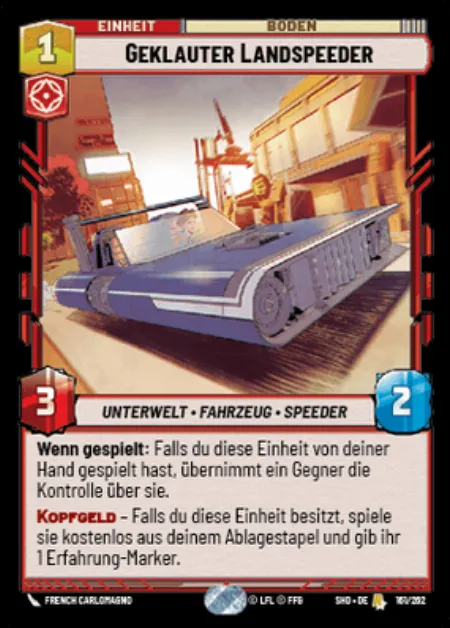 EINHEIT
BODEN
1
GEKLAUTER LANDSPEEDER
3
UNTERWELT • FAHRZEUG • SPEEDER
2
Wenn gespielt: Falls du diese Einheit von deiner
Hand gespielt hast, übernimmt ein Gegner die
Kontrolle über sie.
KOPFGELD – Falls du diese Einheit besitzt, spiele
sie kostenlos aus deinem Ablagestapel und gib ihr
1 Erfahrung-Marker.
FRENCH CARLOMAGNO
© LFL © FFG
SHD • DE
161/262